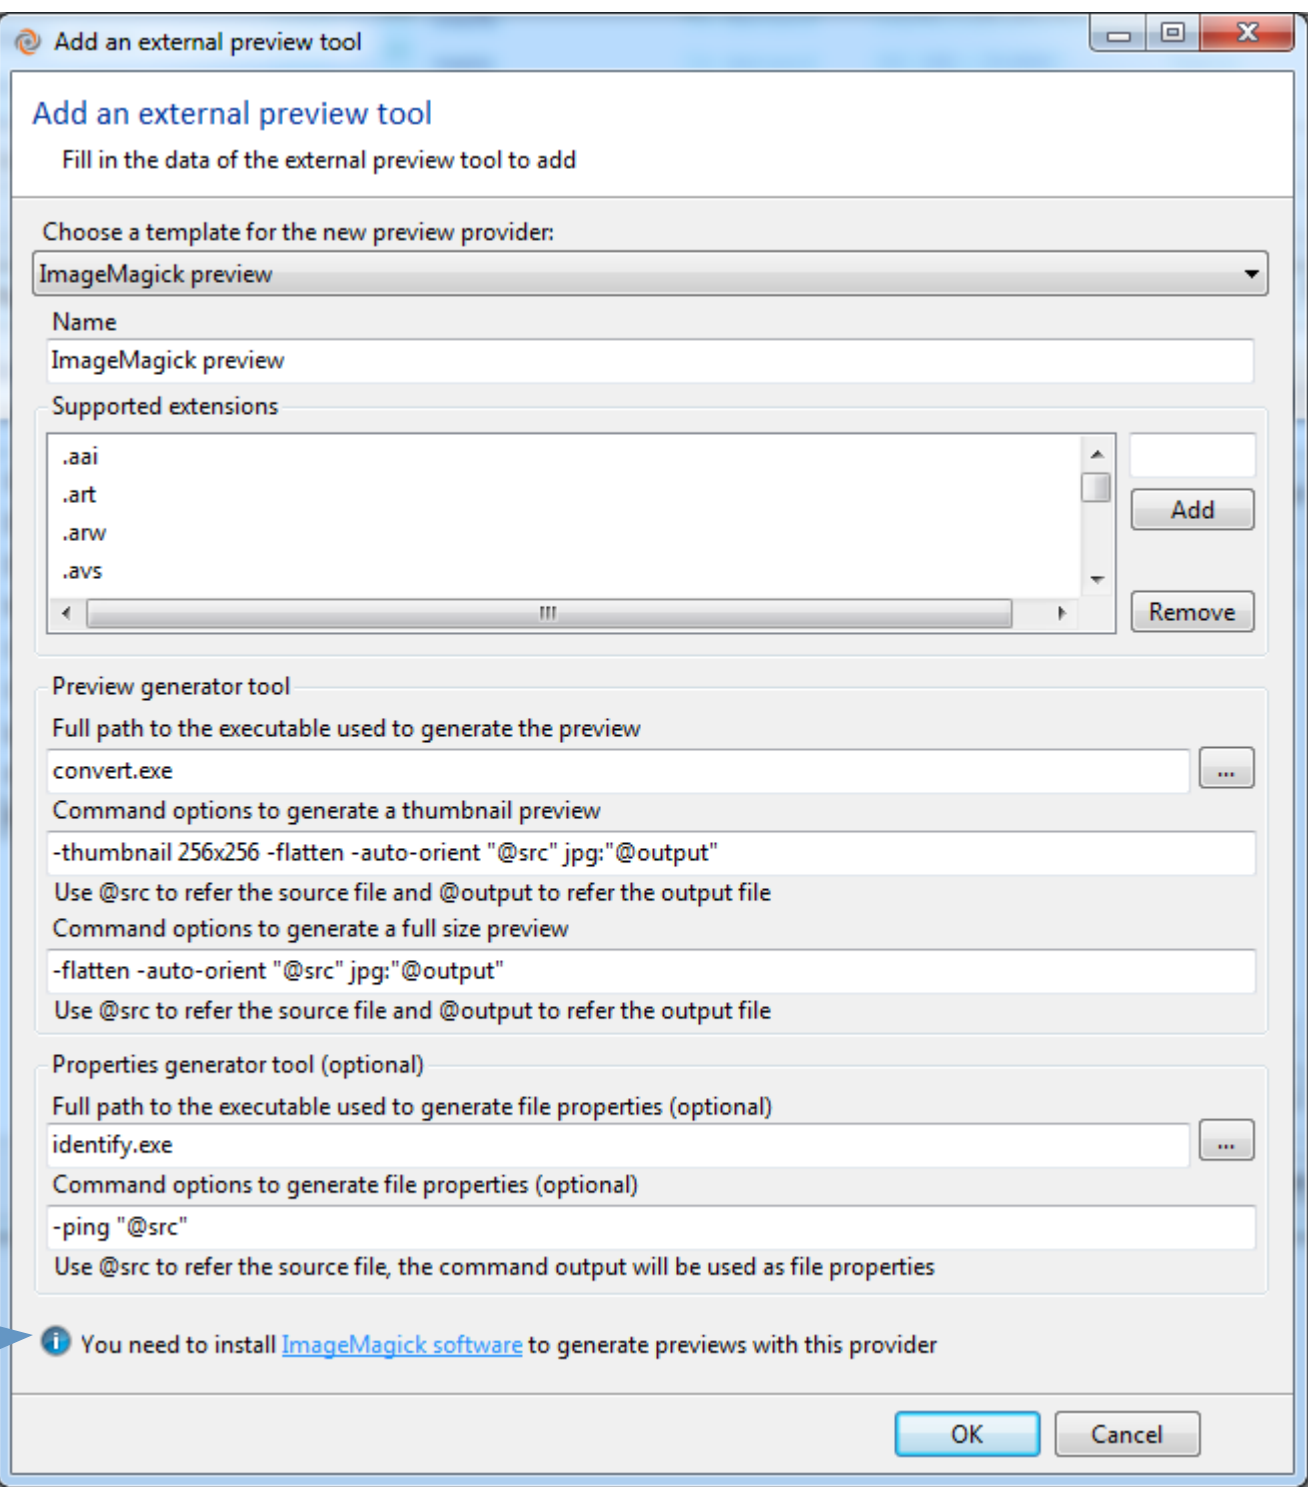 Add an external preview tool
Add an external preview tool
Fill in the data of the external preview tool to add
Choose a template for the new preview provider:
ImageMagick preview
Name
ImageMagick preview
Supported extensions
.aai
.art
.arw
.avs
Add
Remove
Preview generator tool
Full path to the executable used to generate the preview
convert.exe
...
Command options to generate a thumbnail preview
-thumbnail 256x256 -flatten -auto-orient "@src" jpg:"@output"
Use @src to refer the source file and @output to refer the output file
Command options to generate a full size preview
-flatten -auto-orient "@src" jpg:"@output"
Use @src to refer the source file and @output to refer the output file
Properties generator tool (optional)
Full path to the executable used to generate file properties (optional)
identify.exe
...
Command options to generate file properties (optional)
-ping "@src"
Use @src to refer the source file, the command output will be used as file properties
You need to install ImageMagick software to generate previews with this provider
OK Cancel